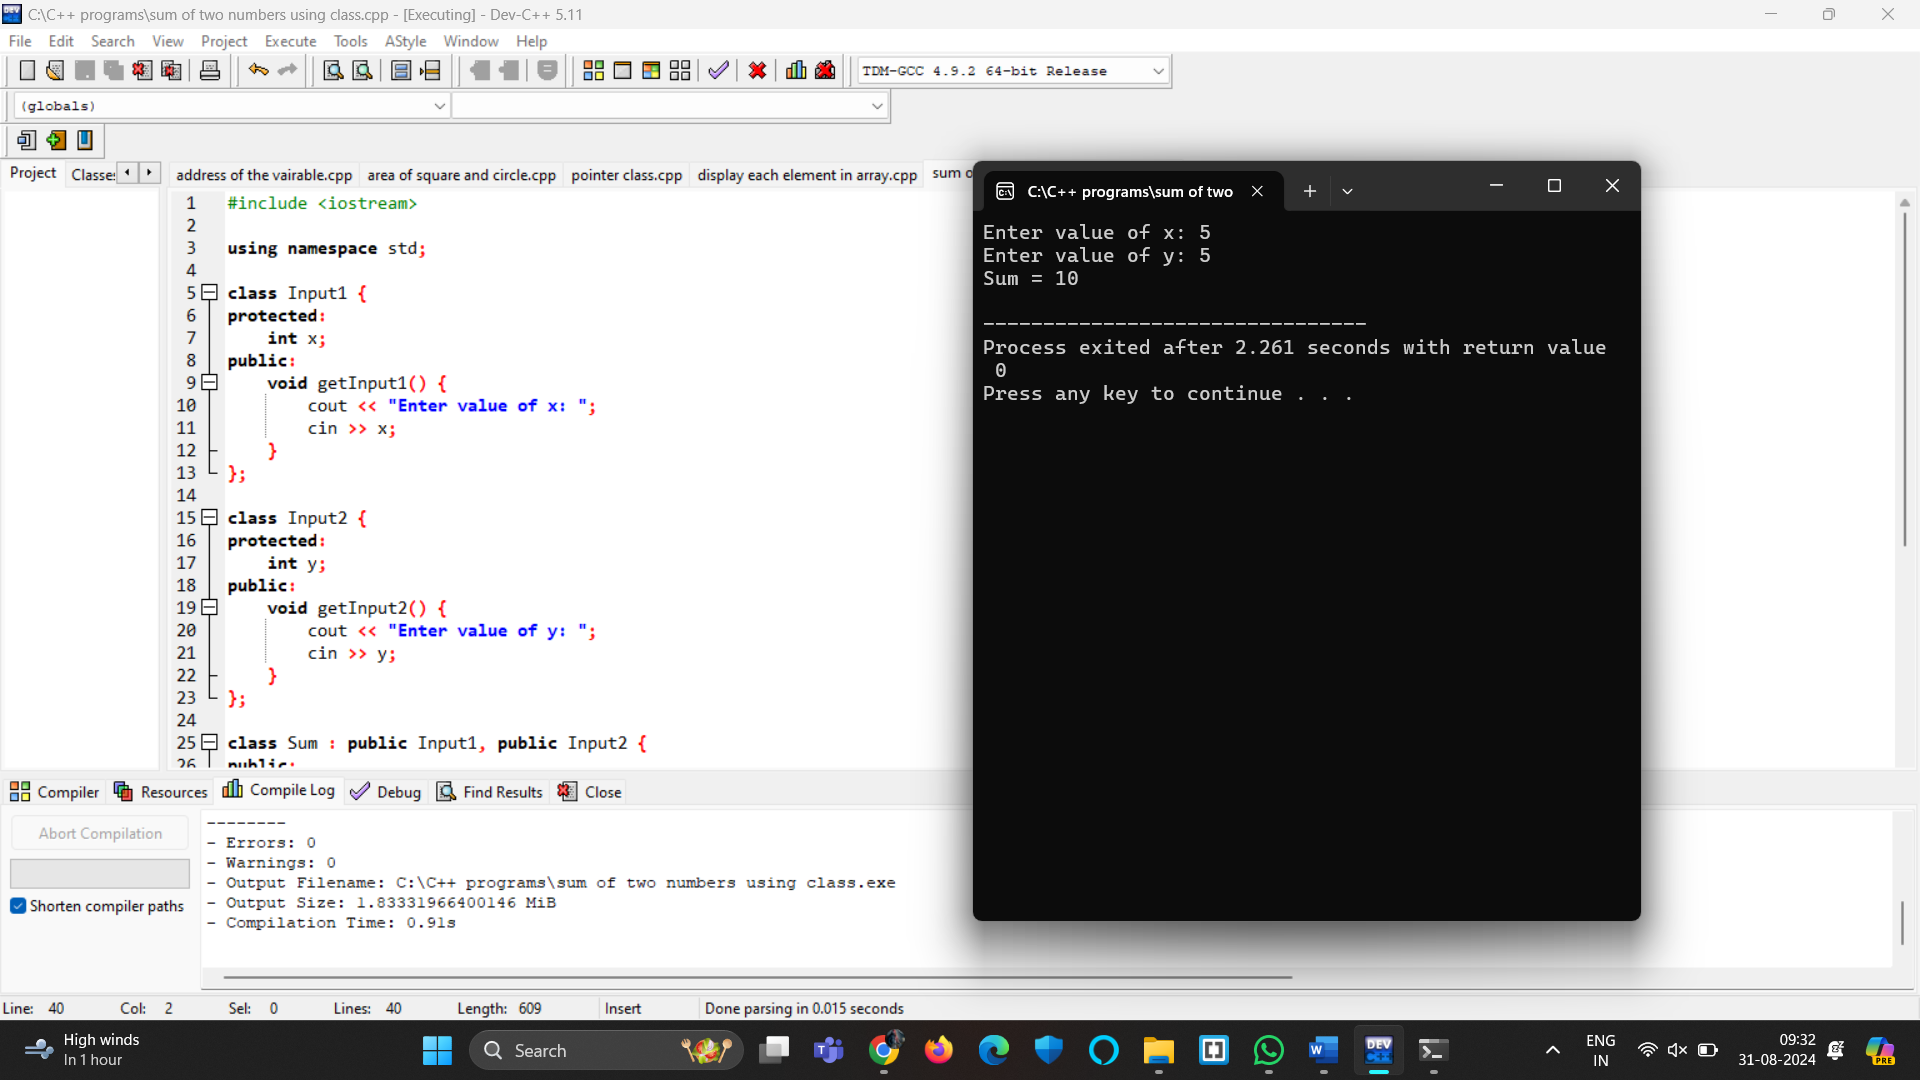 C:\C++ programs\sum of two numbers using class.cpp - [Executing] - Dev-C++ 5.11
File Edit Search View Project Execute Tools AStyle Window Help
TDM-GCC 4.9.2 64-bit Release
(globals)
Project Classes address of the vairable.cpp area of square and circle.cpp pointer class.cpp display each element in array.cpp sum o
1 #include <iostream>
2
3 using namespace std;
4
5 class Input1 {
6 protected:
7 int x;
8 public:
9 void getInput1() {
10 cout << "Enter value of x: ";
11 cin >> x;
12 }
13 };
14
15 class Input2 {
16 protected:
17 int y;
18 public:
19 void getInput2() {
20 cout << "Enter value of y: ";
21 cin >> y;
22 }
23 };
24
25 class Sum : public Input1, public Input2 {
26 public:
C:\C++ programs\sum of two
Enter value of x: 5
Enter value of y: 5
Sum = 10
--------------------------------
Process exited after 2.261 seconds with return value
0
Press any key to continue . . .
Compiler Resources Compile Log Debug Find Results Close
Abort Compilation
Shorten compiler paths
--------
- Errors: 0
- Warnings: 0
- Output Filename: C:\C++ programs\sum of two numbers using class.exe
- Output Size: 1.83331966400146 MiB
- Compilation Time: 0.91s
Line: 40 Col: 2 Sel: 0 Lines: 40 Length: 609 Insert Done parsing in 0.015 seconds
High winds
In 1 hour
Search
DEV
ENG
IN
09:32
31-08-2024
PRE